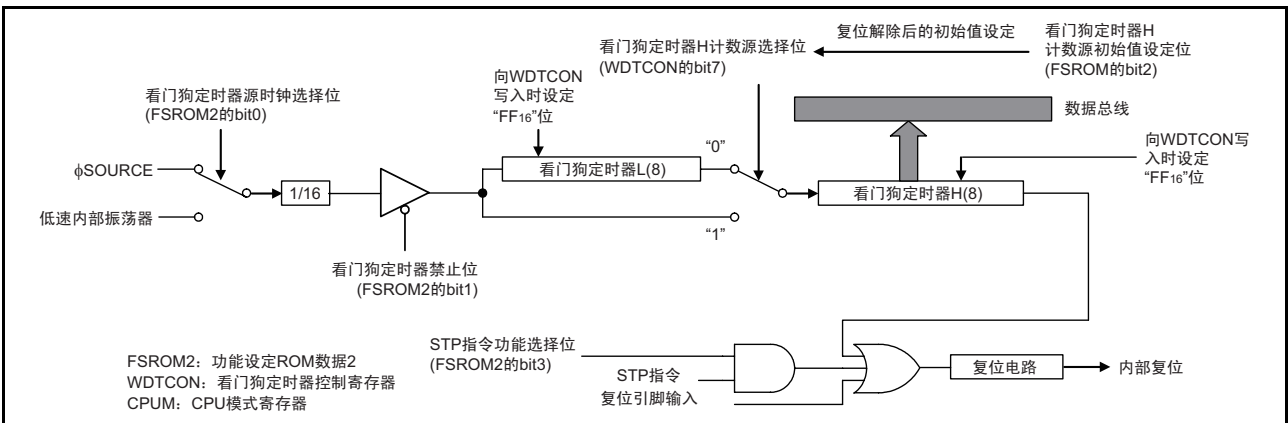 复位解除后的初始值设定
看门狗定时器H
计数源初始值设定位
(FSROM的bit2)
看门狗定时器H计数源选择位
(WDTCON的bit7)
向WDTCON
写入时设定
“FF16”位
看门狗定时器源时钟选择位
(FSROM2的bit0)
数据总线
向WDTCON写
入时设定
“FF16”位
“0”
ϕSOURCE
1/16
看门狗定时器L(8)
看门狗定时器H(8)
低速内部振荡器
“1”
看门狗定时器禁止位
(FSROM2的bit1)
STP指令功能选择位
(FSROM2的bit3)
STP指令
复位引脚输入
复位电路
内部复位
FSROM2：功能设定ROM数据2
WDTCON：看门狗定时器控制寄存器
CPUM：CPU模式寄存器